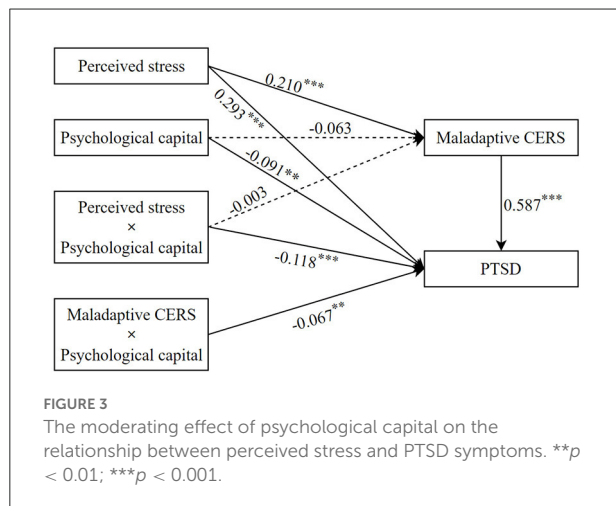 Perceived stress
0.210***
0.293***
Psychological capital
-0.063
Maladaptive CERS
-0.091**
-0.003
Perceived stress
×
Psychological capital
0.587***
-0.118***
PTSD
Maladaptive CERS
×
Psychological capital
-0.067**
FIGURE 3
The moderating effect of psychological capital on the
relationship between perceived stress and PTSD symptoms. **p
< 0.01; ***p < 0.001.